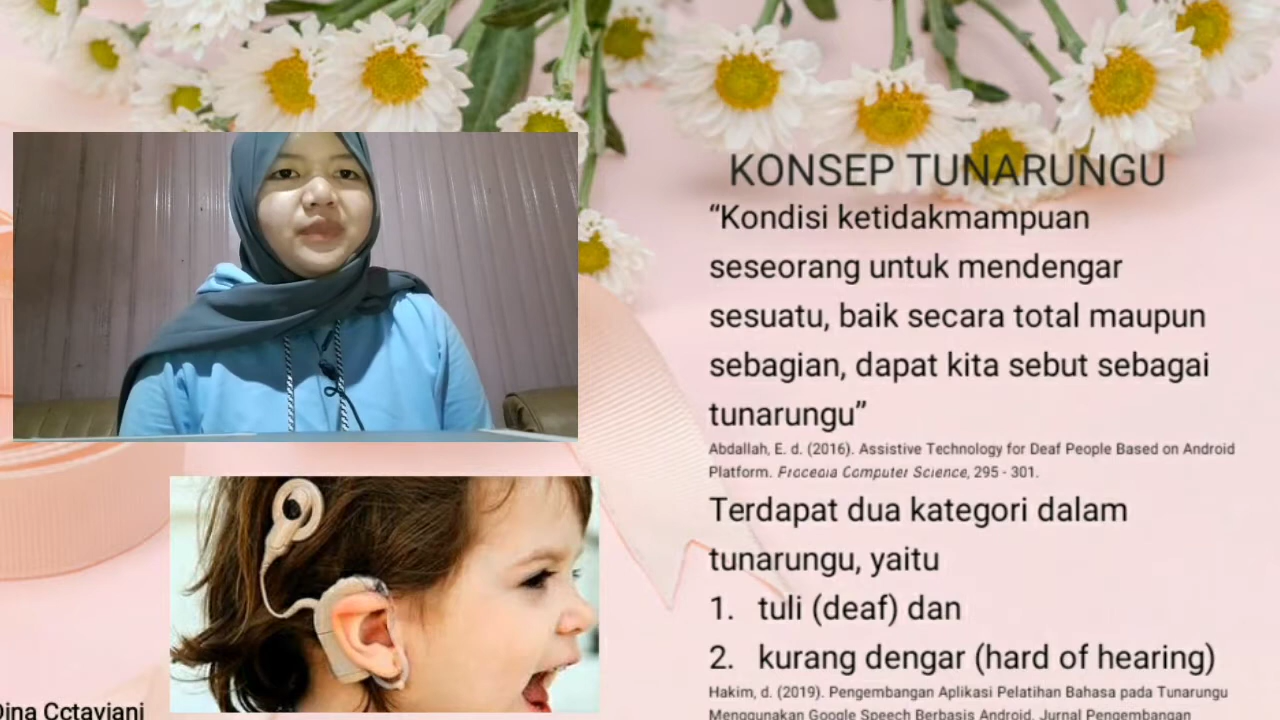 KONSEP TUNARUNGU
“Kondisi ketidakmampuan
seseorang untuk mendengar
sesuatu, baik secara total maupun
sebagian, dapat kita sebut sebagai
tunarungu”
Abdallah, E. d. (2016). Assistive Technology for Deaf People Based on Android
Platform. Procedia Computer Science, 295 - 301.
Terdapat dua kategori dalam
tunarungu, yaitu
1. tuli (deaf) dan
2. kurang dengar (hard of hearing)
Hakim, d. (2019). Pengembangan Aplikasi Pelatihan Bahasa pada Tunarungu
Menggunakan Google Speech Berbasis Android. Jurnal Pengembangan
Dina Cctaviani